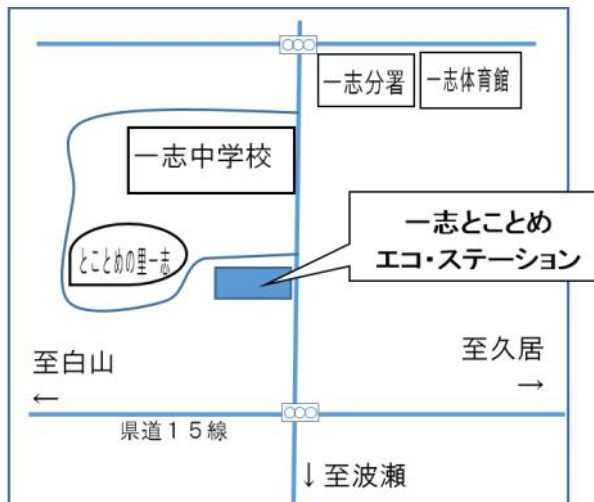 一志分署
一志体育館
一志中学校
一志とことめ
エコ・ステーション
とことめの里一志
至白山
←
至久居
→
県道15線
↓至波瀬